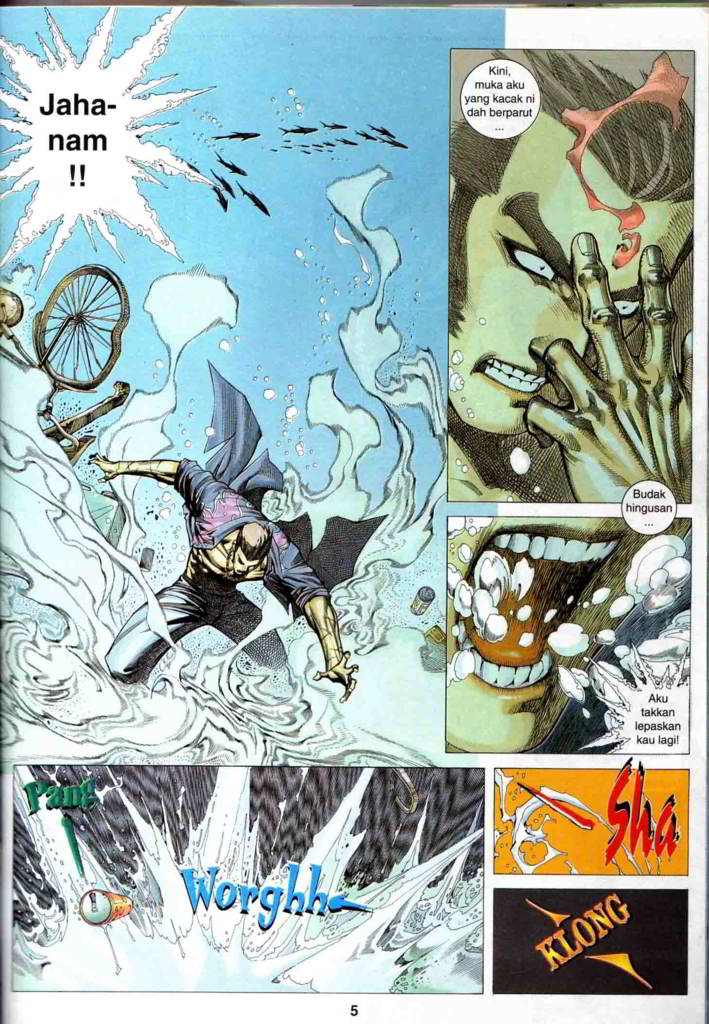 Jaha-
nam
!!
Kini,
muka aku
yang kacak ni
dah berparut
...
Budak
hingusan
...
Aku
takkan
lepaskan
kau lagi!
Pang
Worghh
Sha
KLONG
5